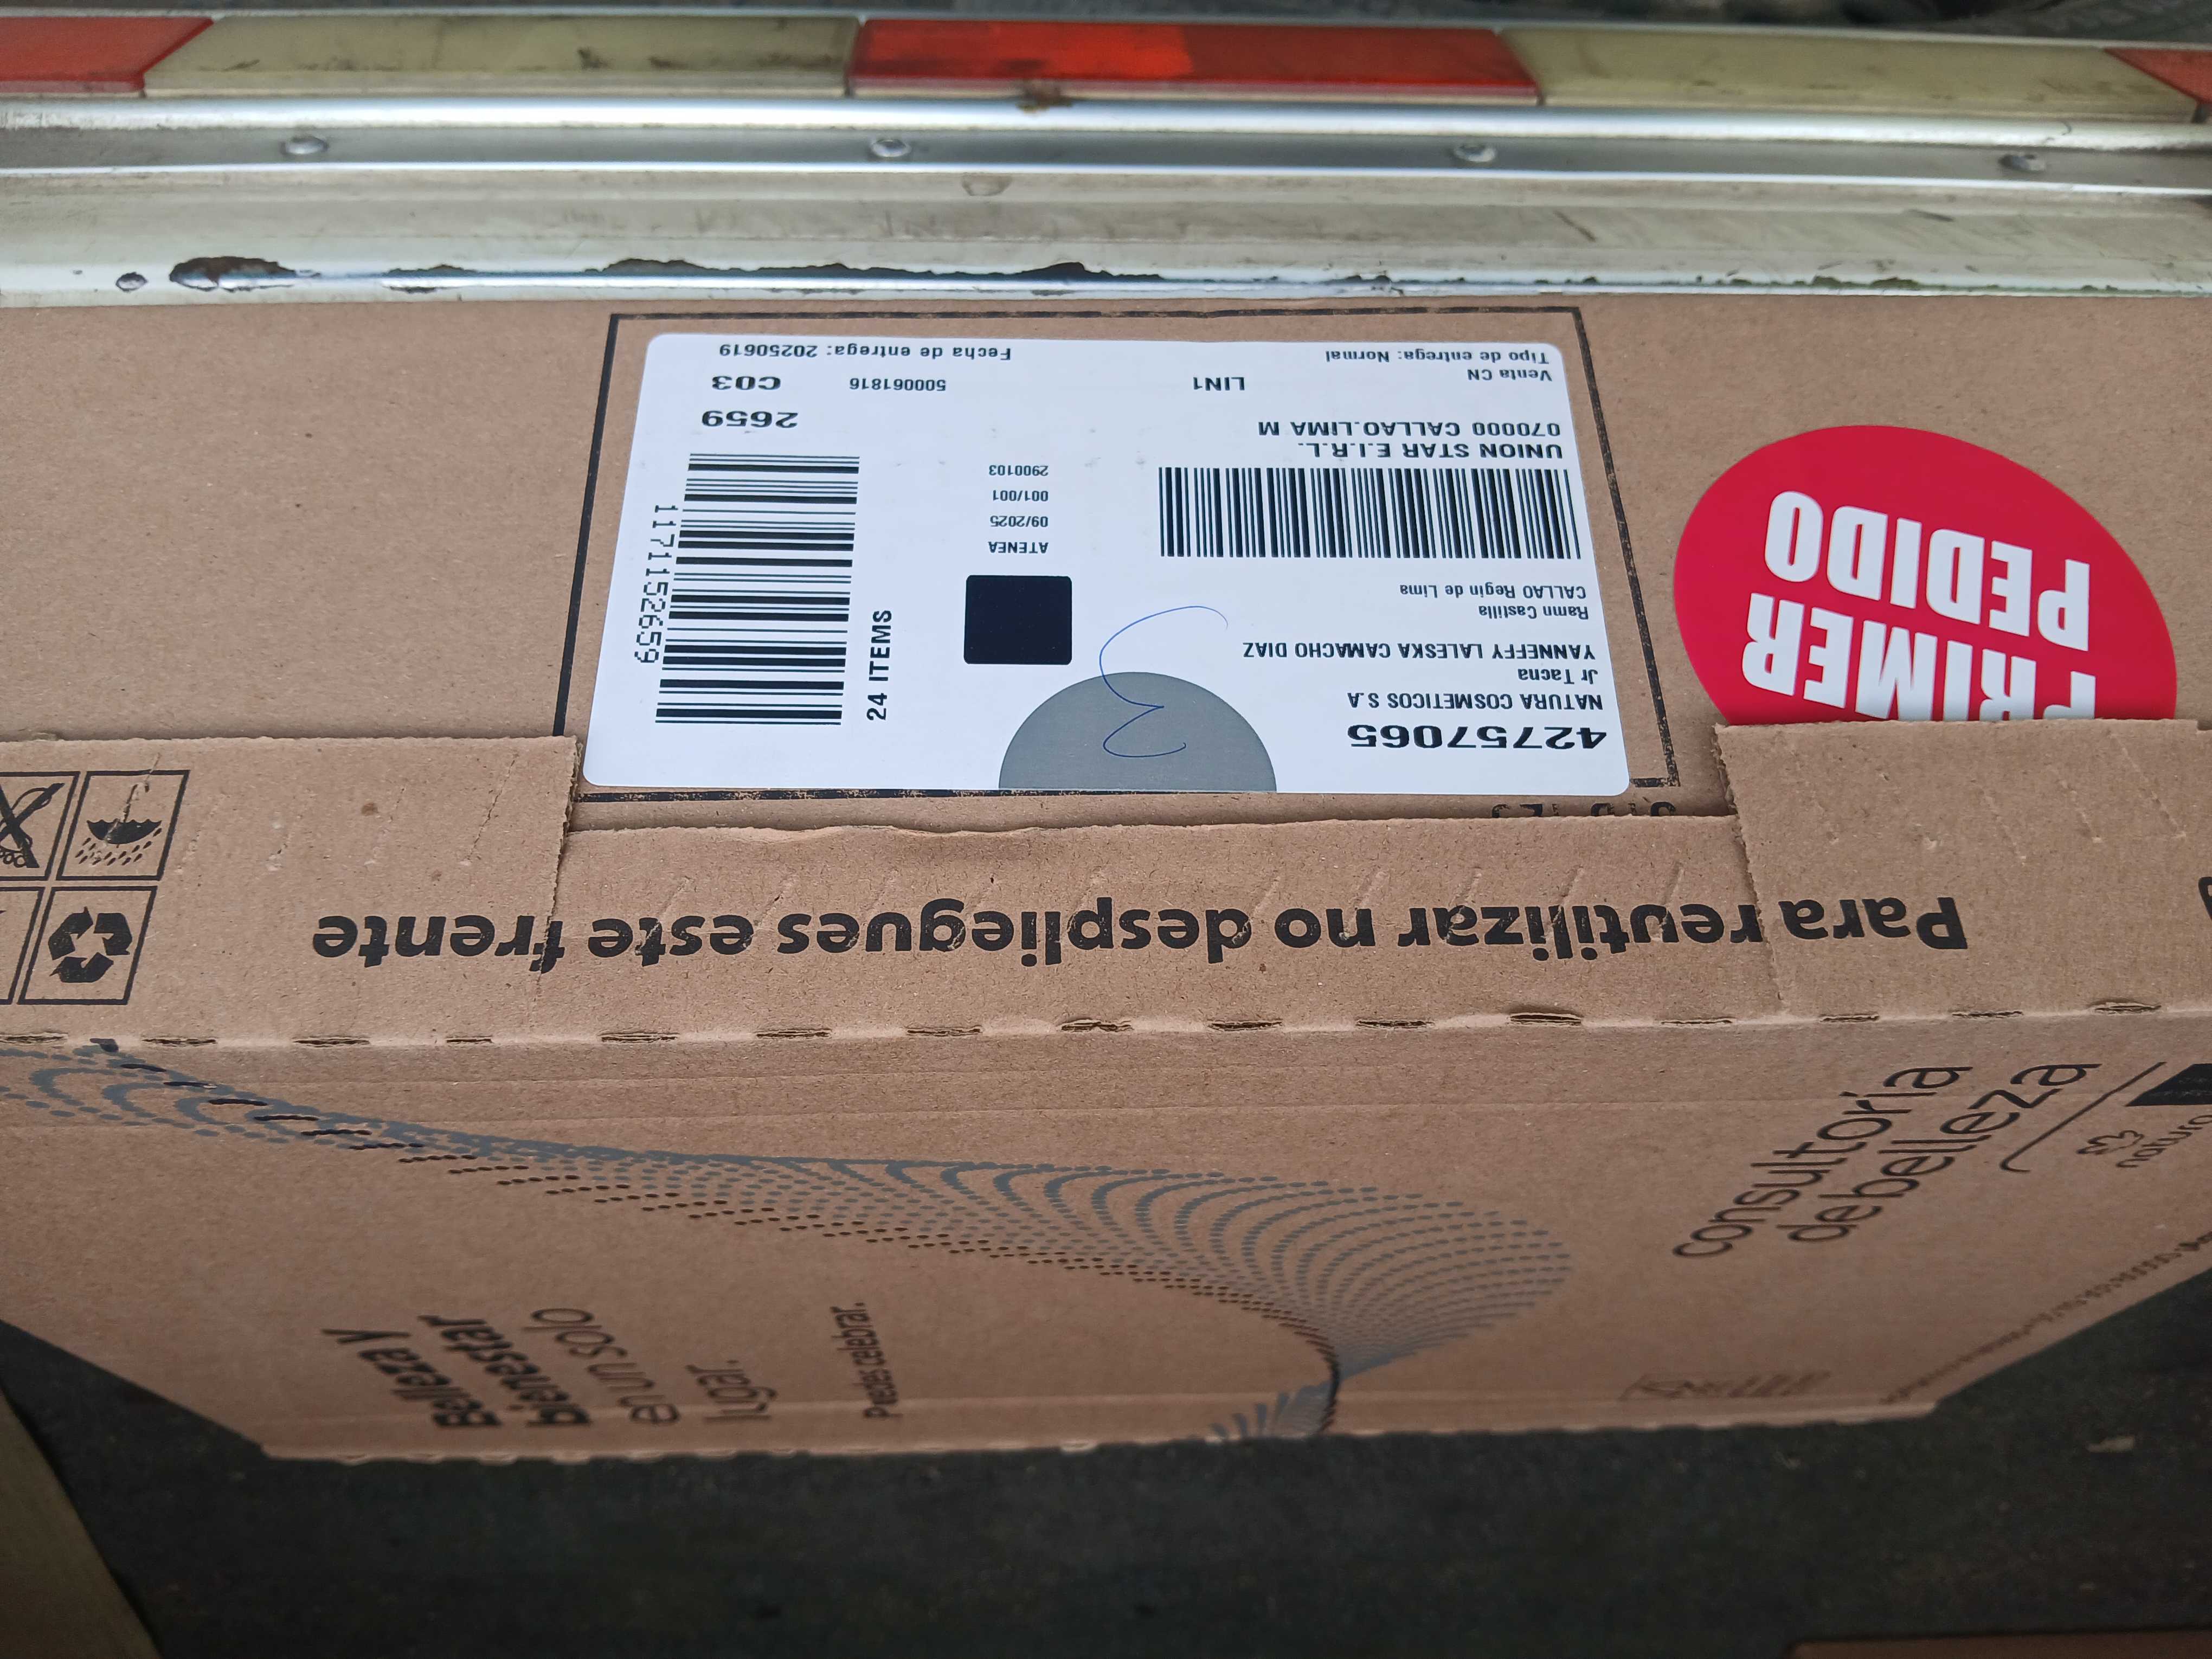 42757065
NATURA COSMETICOS S.A
Jr Tacna
YANNEFFY LALESKA CAMACHO DIAZ
Ramn Castilla
CALLAO Regin de Lima
UNION STAR E.I.R.L.
070000 CALLAO.LIMA M
Venta CN
LIN1
Tipo de entrega: Normal
3
ATENEA
09/2025
001/001
2900103
24 ITEMS
1171152659
2659
500061816
C03
Fecha de entrega: 20250619
PRIMER
PEDIDO
Para reutilizar no despliegues este frente
consultoría
de belleza
natura
Belleza y
bienestar
en un solo
lugar.